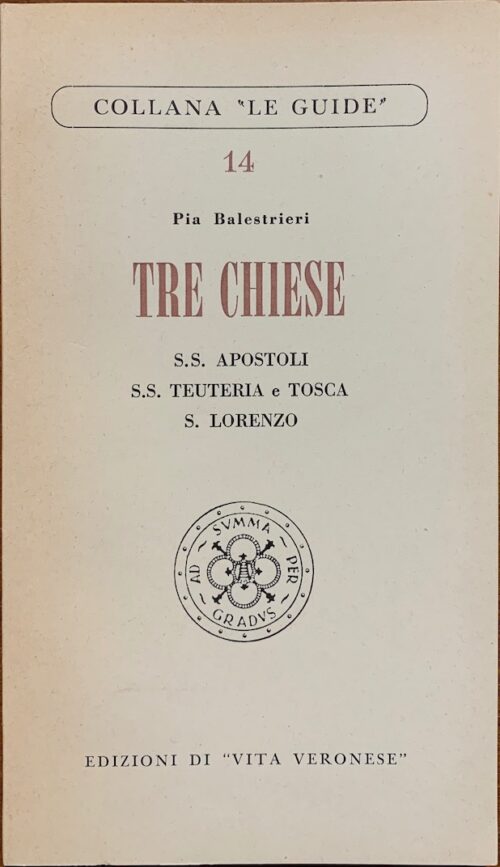 COLLANA "LE GUIDE"
14
Pia Balestrieri
TRE CHIESE
S.S. APOSTOLI
S.S. TEUTERIA e TOSCA
S. LORENZO
AD SVMMA PER GRADVS
EDIZIONI DI "VITA VERONESE"